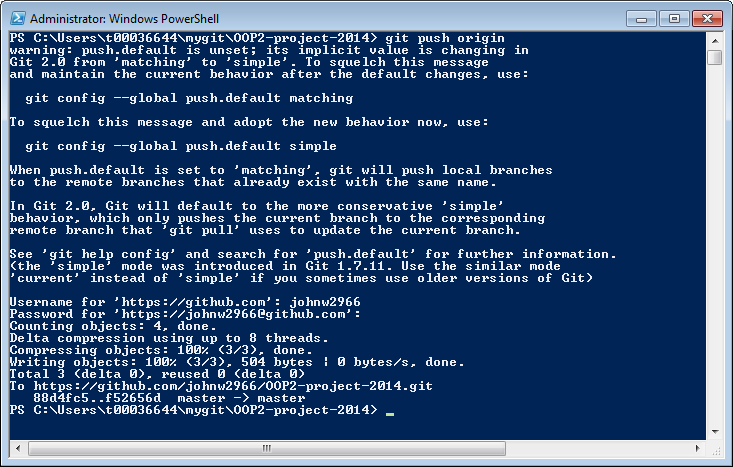 Administrator: Windows PowerShell
PS C:\Users\t00036644\mygit\OOP2-project-2014> git push origin
warning: push.default is unset; its implicit value is changing in
Git 2.0 from 'matching' to 'simple'. To squelch this message
and maintain the current behavior after the default changes, use:
git config --global push.default matching
To squelch this message and adopt the new behavior now, use:
git config --global push.default simple
When push.default is set to 'matching', git will push local branches
to the remote branches that already exist with the same name.
In Git 2.0, Git will default to the more conservative 'simple'
behavior, which only pushes the current branch to the corresponding
remote branch that 'git pull' uses to update the current branch.
See 'git help config' and search for 'push.default' for further information.
(the 'simple' mode was introduced in Git 1.7.11. Use the similar mode
'current' instead of 'simple' if you sometimes use older versions of Git)
Username for 'https://github.com': johnw2966
Password for 'https://johnw2966@github.com':
Counting objects: 4, done.
Delta compression using up to 8 threads.
Compressing objects: 100% (3/3), done.
Writing objects: 100% (3/3), 504 bytes | 0 bytes/s, done.
Total 3 (delta 0), reused 0 (delta 0)
To https://github.com/johnw2966/OOP2-project-2014.git
88d4fc5..f52656d  master -> master
PS C:\Users\t00036644\mygit\OOP2-project-2014> _